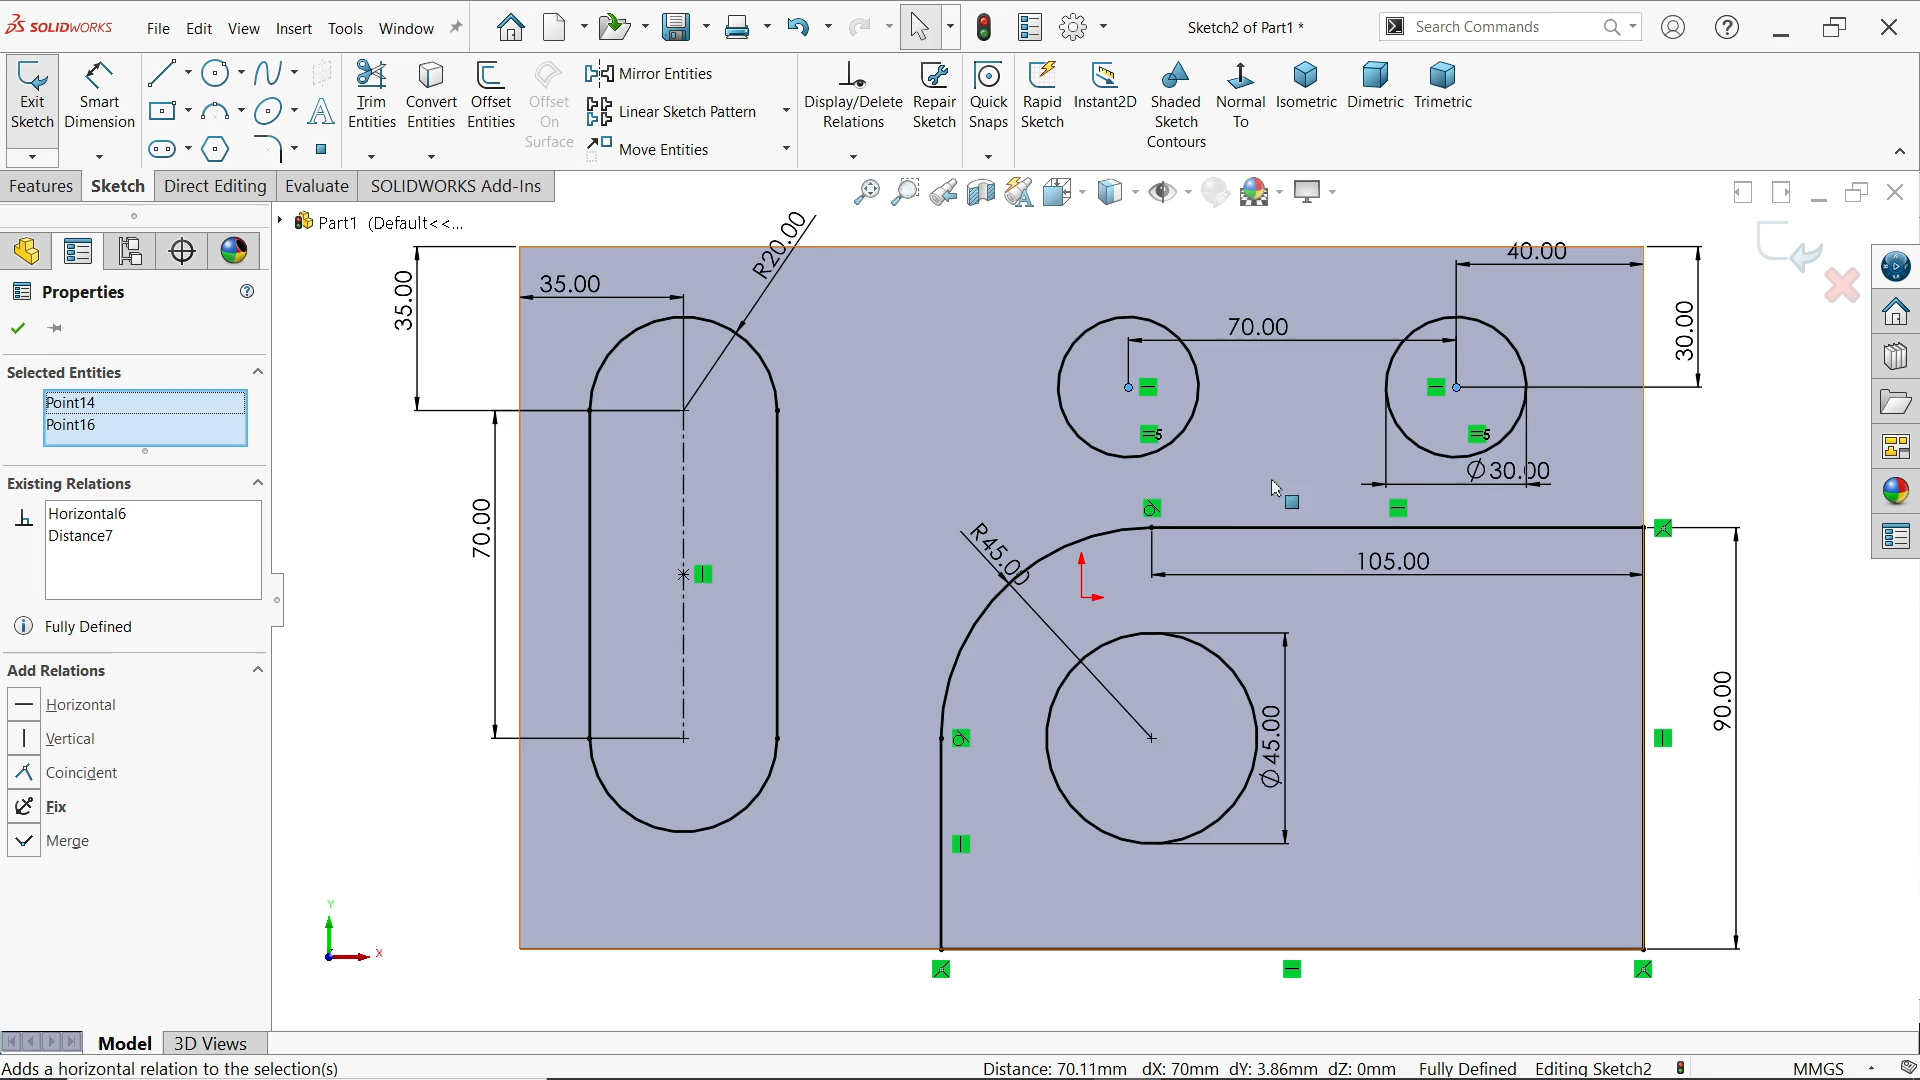 SOLIDWORKS File Edit View Insert Tools Window Sketch2 of Part1 * Search Commands
Exit Sketch
Smart Dimension
Trim Entities
Convert Entities
Offset Entities
Offset On Surface
Mirror Entities
Linear Sketch Pattern
Move Entities
Display/Delete Relations
Repair Sketch
Quick Snaps
Rapid Sketch
Instant2D
Shaded Sketch Contours
Normal To
Isometric
Dimetric
Trimetric
Features Sketch Direct Editing Evaluate SOLIDWORKS Add-Ins
Part1 (Default<<...
Properties
Selected Entities
Point14
Point16
Existing Relations
Horizontal6
Distance7
Fully Defined
Add Relations
Horizontal
Vertical
Coincident
Fix
Merge
R20.00
35.00
35.00
40.00
70.00
30.00
5
5
∅30.00
70.00
R45.00
105.00
90.00
∅45.00
Y
X
Model 3D Views
Adds a horizontal relation to the selection(s) Distance: 70.11mm dX: 70mm dY: 3.86mm dZ: 0mm Fully Defined Editing Sketch2 MMGS